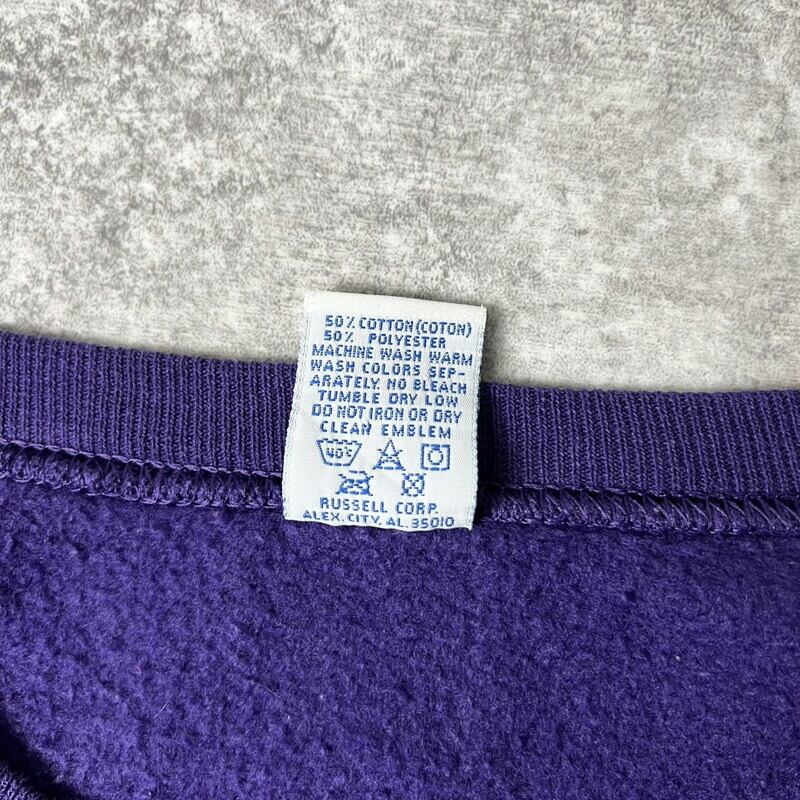 50% COTTON(COTON)
50% POLYESTER
MACHINE WASH WARM
WASH COLORS SEP-
ARATELY. NO BLEACH
TUMBLE DRY LOW
DO NOT IRON OR DRY
CLEAN EMBLEM
40°C
RUSSELL CORP.
ALEX. CITY, AL. 35010